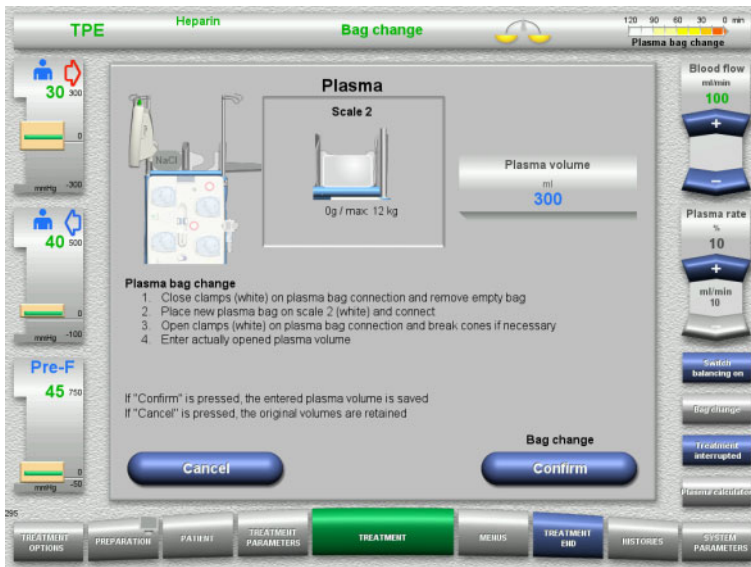 TPE
Heparin
Bag change
120 90 60 30 0 min
Plasma bag change
30 300
0
mmHg -300
40 500
0
mmHg -100
Pre-F
45 750
0
mmHg -50
Plasma
NaCl
Scale 2
0g / max: 12 kg
Plasma volume
ml
300
Plasma bag change
1. Close clamps (white) on plasma bag connection and remove empty bag
2. Place new plasma bag on scale 2 (white) and connect
3. Open clamps (white) on plasma bag connection and break cones if necessary
4. Enter actually opened plasma volume
If "Confirm" is pressed, the entered plasma volume is saved
If "Cancel" is pressed, the original volumes are retained
Bag change
Cancel
Confirm
Blood flow
ml/min
100
+
−
Plasma rate
%
10
+
ml/min
10
−
Switch
balancing on
Bag change
Treatment
interrupted
Plasma calculator
295
TREATMENT
OPTIONS
PREPARATION
PATIENT
TREATMENT
PARAMETERS
TREATMENT
MENUS
TREATMENT
END
HISTORIES
SYSTEM
PARAMETERS